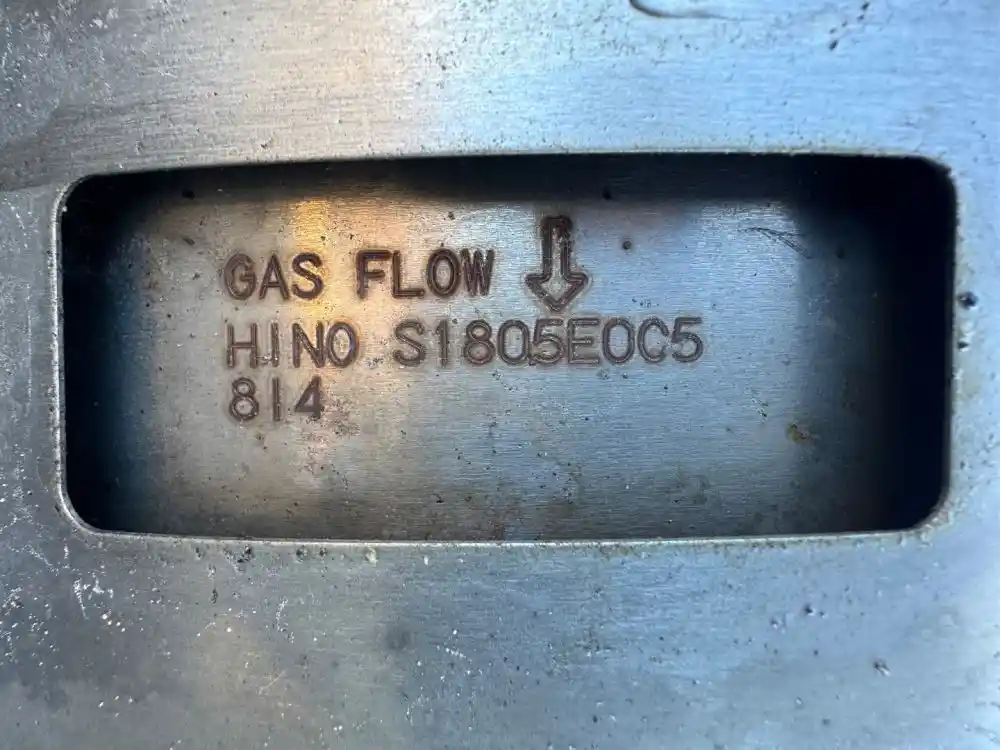 GAS FLOW ⇩
HINO S1805E0C5
814